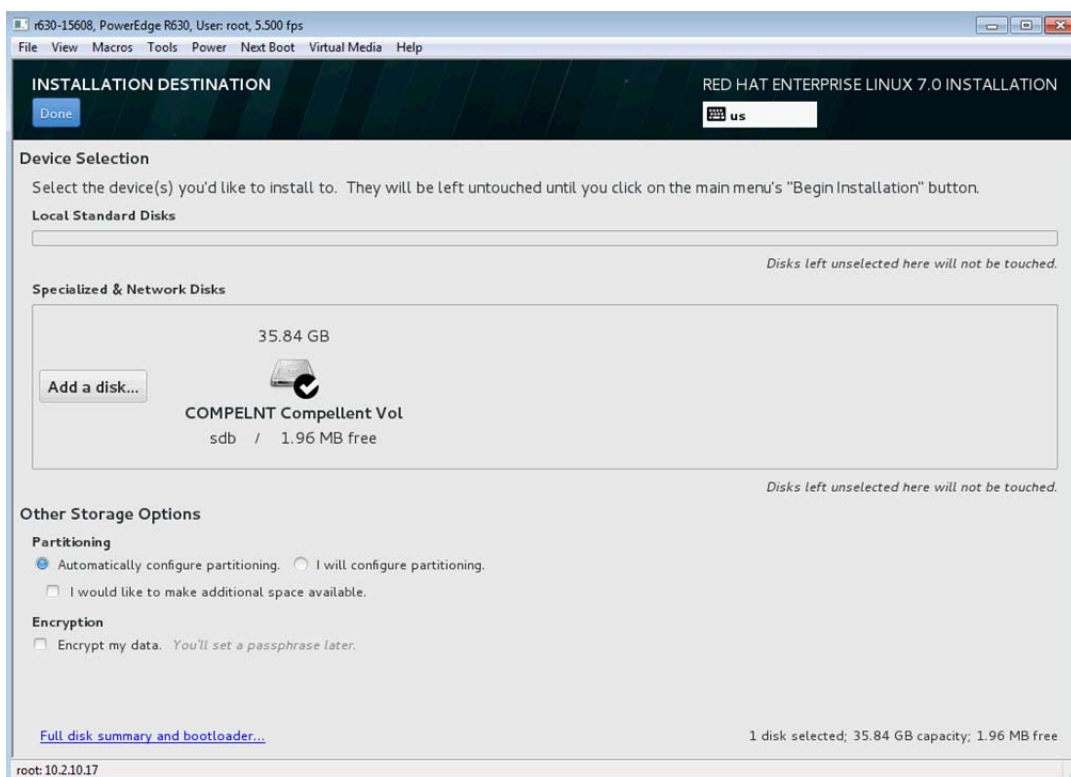 r630-15608, PowerEdge R630, User: root, 5.500 fps
File View Macros Tools Power Next Boot Virtual Media Help
INSTALLATION DESTINATION
RED HAT ENTERPRISE LINUX 7.0 INSTALLATION
Done
us
Device Selection
Select the device(s) you'd like to install to. They will be left untouched until you click on the main menu's "Begin Installation" button.
Local Standard Disks
Disks left unselected here will not be touched.
Specialized & Network Disks
35.84 GB
Add a disk...
COMPELNT Compellent Vol
sdb / 1.96 MB free
Disks left unselected here will not be touched.
Other Storage Options
Partitioning
Automatically configure partitioning. I will configure partitioning.
I would like to make additional space available.
Encryption
Encrypt my data. You'll set a passphrase later.
Full disk summary and bootloader...
1 disk selected; 35.84 GB capacity; 1.96 MB free
root: 10.2.10.17